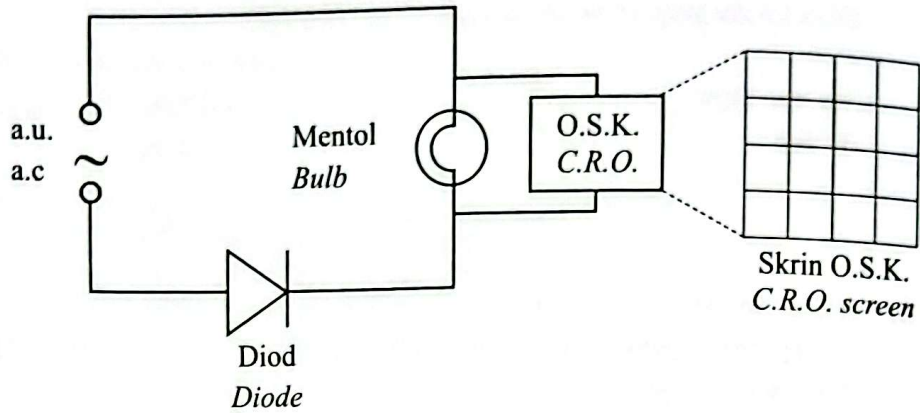 a.u.
a.c
~
Mentol
Bulb
O.S.K.
C.R.O.
Skrin O.S.K.
C.R.O. screen
Diod
Diode